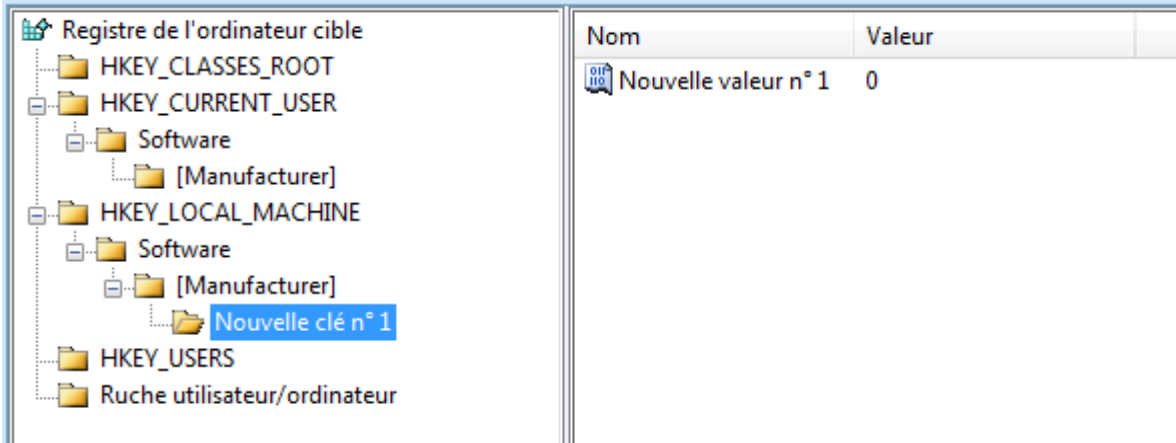 Registre de l'ordinateur cible
HKEY_CLASSES_ROOT
HKEY_CURRENT_USER
Software
[Manufacturer]
HKEY_LOCAL_MACHINE
Software
[Manufacturer]
Nouvelle clé n° 1
HKEY_USERS
Ruche utilisateur/ordinateur
Nom Valeur
Nouvelle valeur n° 1 0